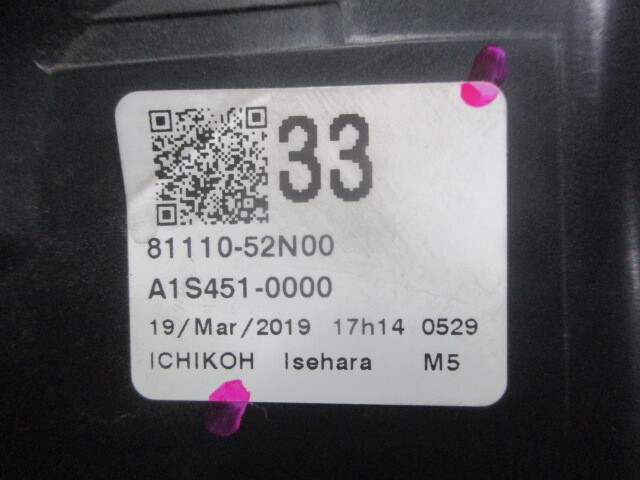 33
81110-52N00
A1S451-0000
19/Mar/2019 17h14 0529
ICHIKOH Isehara M5